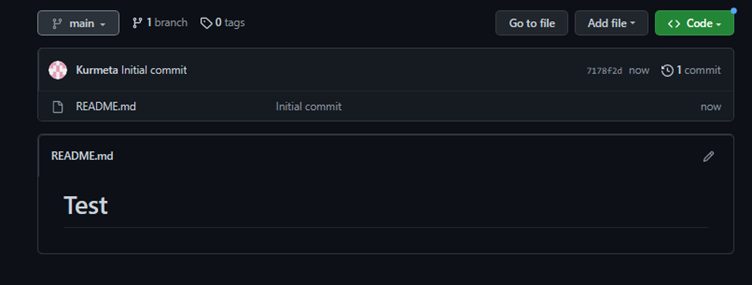 main 1 branch 0 tags Go to file Add file Code
Kurmeta Initial commit 7178f2d now 1 commit
README.md Initial commit now
README.md
Test